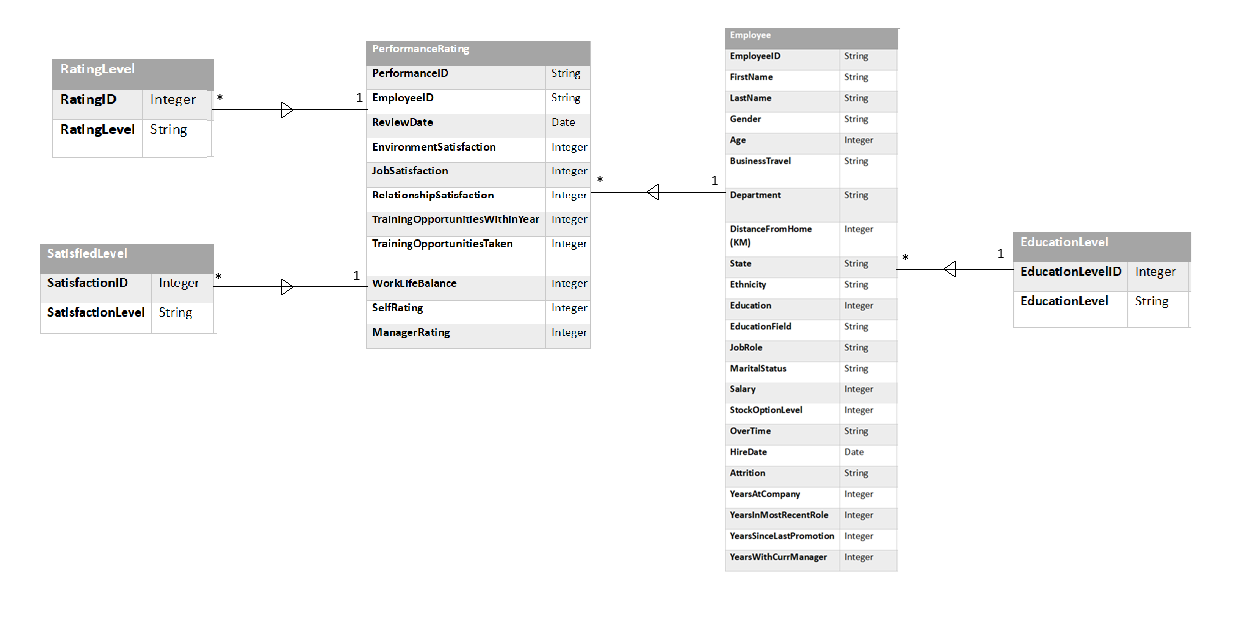 RatingLevel
RatingID Integer
RatingLevel String
* 1
PerformanceRating
PerformanceID String
EmployeeID String
ReviewDate Date
EnvironmentSatisfaction Integer
JobSatisfaction Integer
RelationshipSatisfaction Integer
TrainingOpportunitiesWithinYear Integer
TrainingOpportunitiesTaken Integer
WorkLifeBalance Integer
SelfRating Integer
ManagerRating Integer
SatisfiedLevel
SatisfactionID Integer
SatisfactionLevel String
* 1
* 1
Employee
EmployeeID String
FirstName String
LastName String
Gender String
Age Integer
BusinessTravel String
Department String
DistanceFromHome Integer
(KM)
State String
Ethnicity String
Education Integer
EducationField String
JobRole String
MaritalStatus String
Salary Integer
StockOptionLevel Integer
OverTime String
HireDate Date
Attrition String
YearsAtCompany Integer
YearsInMostRecentRole Integer
YearsSinceLastPromotion Integer
YearsWithCurrManager Integer
* 1
EducationLevel
EducationLevelID Integer
EducationLevel String